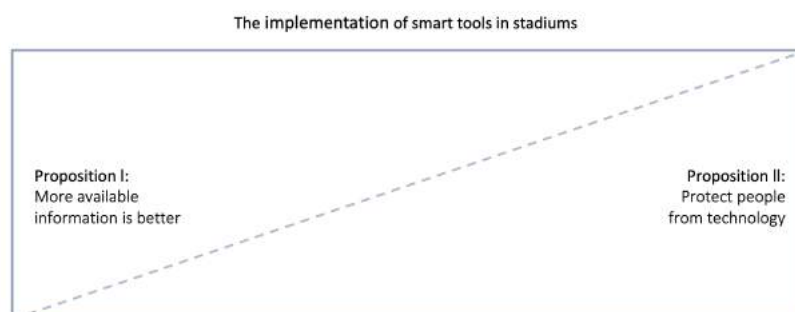 The implementation of smart tools in stadiums
Proposition I:
More available
information is better
Proposition II:
Protect people
from technology